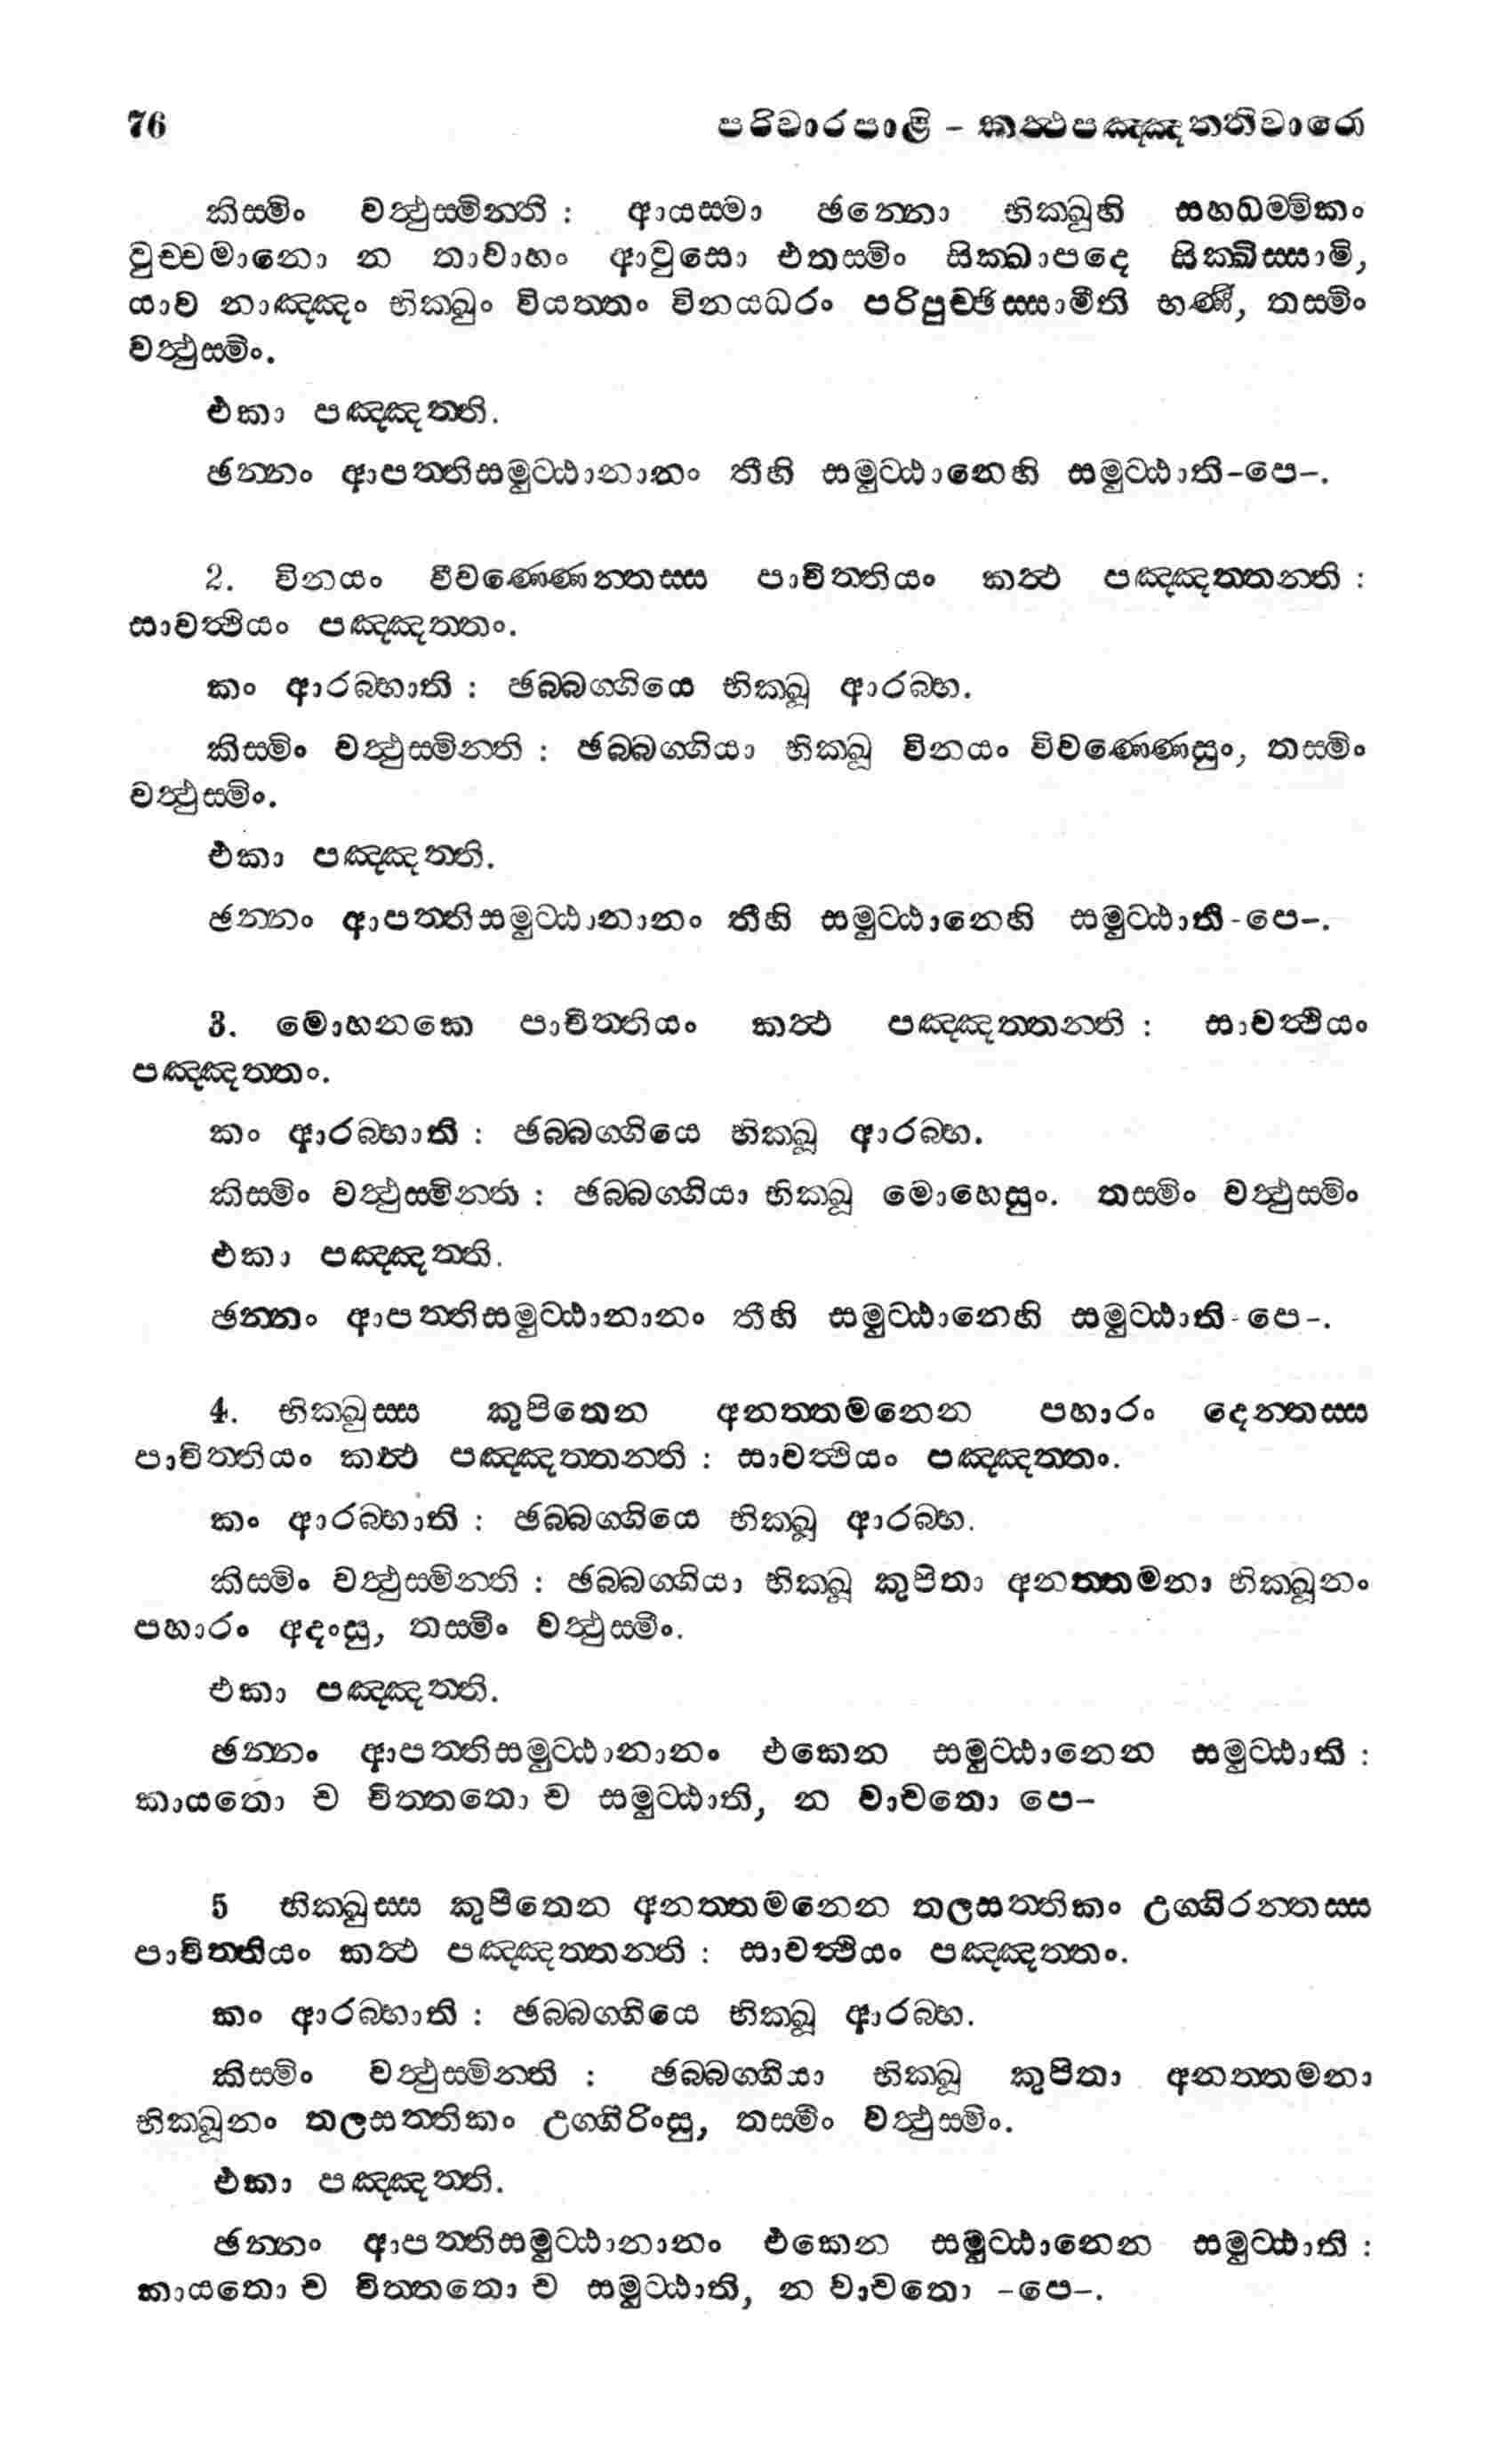 76 පරිවාරපාළි - කත්‍ථපඤ්ඤත්තිවාරො
කිස්මිං වත්‍ථුස්මින්ති : ආයස්මා ඡන්නො භික්ඛූහි සහධම්මිකං
වුච්චමානො න තාවාහං ආවුසො එතස්මිං සික්ඛාපදෙ සික්ඛිස්සාමි,
යාව නාඤ්ඤං භික්ඛුං වියත්තං විනයධරං පරිපුච්ඡිස්සාමීති භණි, තස්මිං
වත්‍ථුස්මිං.
එකා පඤ්ඤත්ති.
ඡන්නං ආපත්තිසමුට්ඨානානං තීහි සමුට්ඨානෙහි සමුට්ඨාති-පෙ-.
2. විනයං විවණ්ණෙන්තස්ස පාචිත්තියං කත්‍ථ පඤ්ඤත්තන්ති :
සාවත්‍ථියං පඤ්ඤත්තං.
කං ආරබ්භාති : ඡබ්බග්ගියෙ භික්ඛූ ආරබ්භ.
කිස්මිං වත්‍ථුස්මින්ති : ඡබ්බග්ගියා භික්ඛූ විනයං විවණ්ණෙසුං, තස්මිං
වත්‍ථුස්මිං.
එකා පඤ්ඤත්ති.
ඡන්නං ආපත්තිසමුට්ඨානානං තීහි සමුට්ඨානෙහි සමුට්ඨාති-පෙ-.
3. මොහනකෙ පාචිත්තියං කත්‍ථ පඤ්ඤත්තන්ති : සාවත්‍ථියං
පඤ්ඤත්තං.
කං ආරබ්භාති : ඡබ්බග්ගියෙ භික්ඛූ ආරබ්භ.
කිස්මිං වත්‍ථුස්මින්ති : ඡබ්බග්ගියා භික්ඛූ මොහෙසුං. තස්මිං වත්‍ථුස්මිං
එකා පඤ්ඤත්ති.
ඡන්නං ආපත්තිසමුට්ඨානානං තීහි සමුට්ඨානෙහි සමුට්ඨාති-පෙ-.
4. භික්ඛුස්ස කුපිතෙන අනත්තමනෙන පහාරං දෙන්තස්ස
පාචිත්තියං කත්‍ථ පඤ්ඤත්තන්ති : සාවත්‍ථියං පඤ්ඤත්තං.
කං ආරබ්භාති : ඡබ්බග්ගියෙ භික්ඛූ ආරබ්භ.
කිස්මිං වත්‍ථුස්මින්ති : ඡබ්බග්ගියා භික්ඛූ කුපිතා අනත්තමනා භික්ඛූනං
පහාරං අදංසු, තස්මිං වත්‍ථුස්මිං.
එකා පඤ්ඤත්ති.
ඡන්නං ආපත්තිසමුට්ඨානානං එකෙන සමුට්ඨානෙන සමුට්ඨාති :
කායතො ච චිත්තතො ච සමුට්ඨාති, න වාචතො පෙ-
5 භික්ඛුස්ස කුපිතෙන අනත්තමනෙන තලසත්තිකං උග්ගිරන්තස්ස
පාචිත්තියං කත්‍ථ පඤ්ඤත්තන්ති : සාවත්‍ථියං පඤ්ඤත්තං.
කං ආරබ්භාති : ඡබ්බග්ගියෙ භික්ඛූ ආරබ්භ.
කිස්මිං වත්‍ථුස්මින්ති : ඡබ්බග්ගියා භික්ඛූ කුපිතා අනත්තමනා
භික්ඛූනං තලසත්තිකං උග්ගිරිංසු, තස්මිං වත්‍ථුස්මිං.
එකා පඤ්ඤත්ති.
ඡන්නං ආපත්තිසමුට්ඨානානං එකෙන සමුට්ඨානෙන සමුට්ඨාති :
කායතො ච චිත්තතො ච සමුට්ඨාති, න වාචතො -පෙ-.